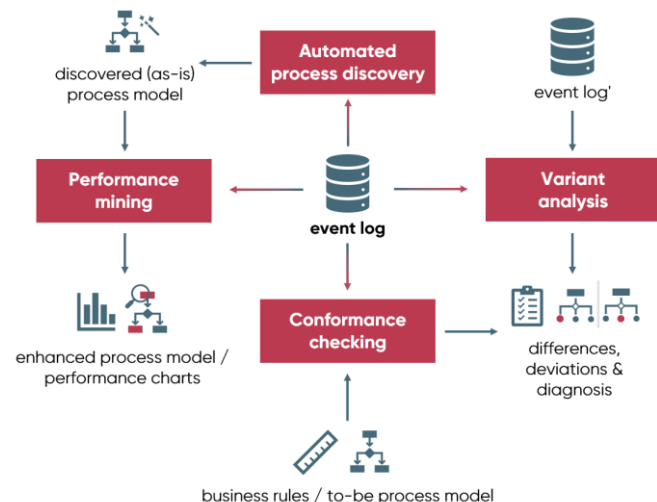 Automated
process discovery
discovered (as-is)
process model
event log'
Performance
mining
event log
Variant
analysis
enhanced process model /
performance charts
Conformance
checking
differences,
deviations &
diagnosis
business rules / to-be process model